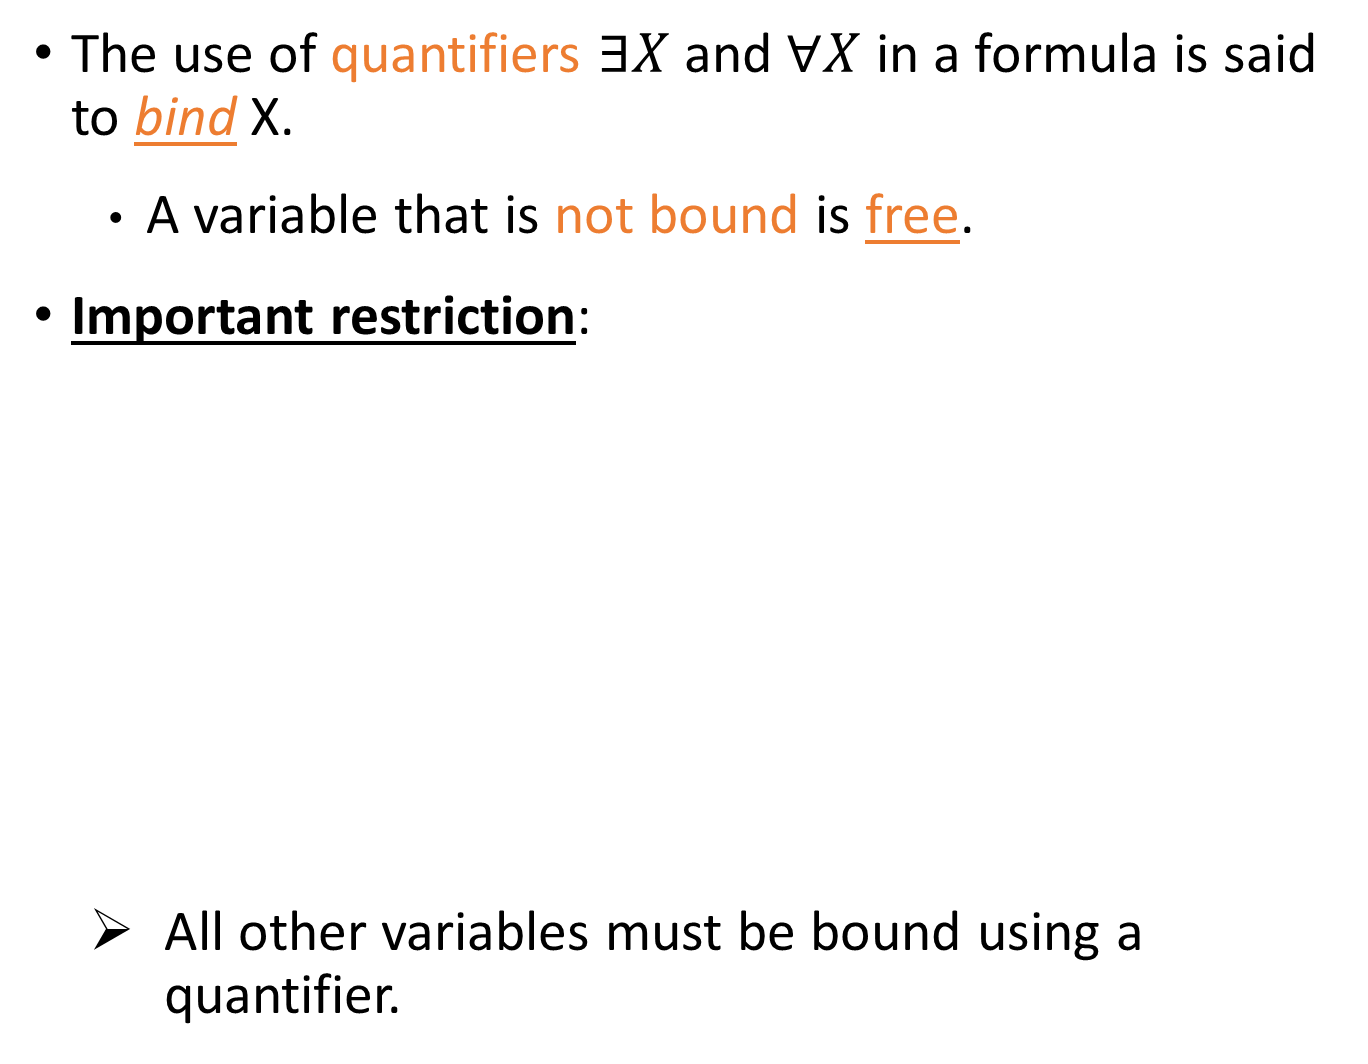 • The use of quantifiers ∃𝑋 and ∀𝑋 in a formula is said
to bind X.
• A variable that is not bound is free.
• Important restriction:
➢ All other variables must be bound using a
quantifier.